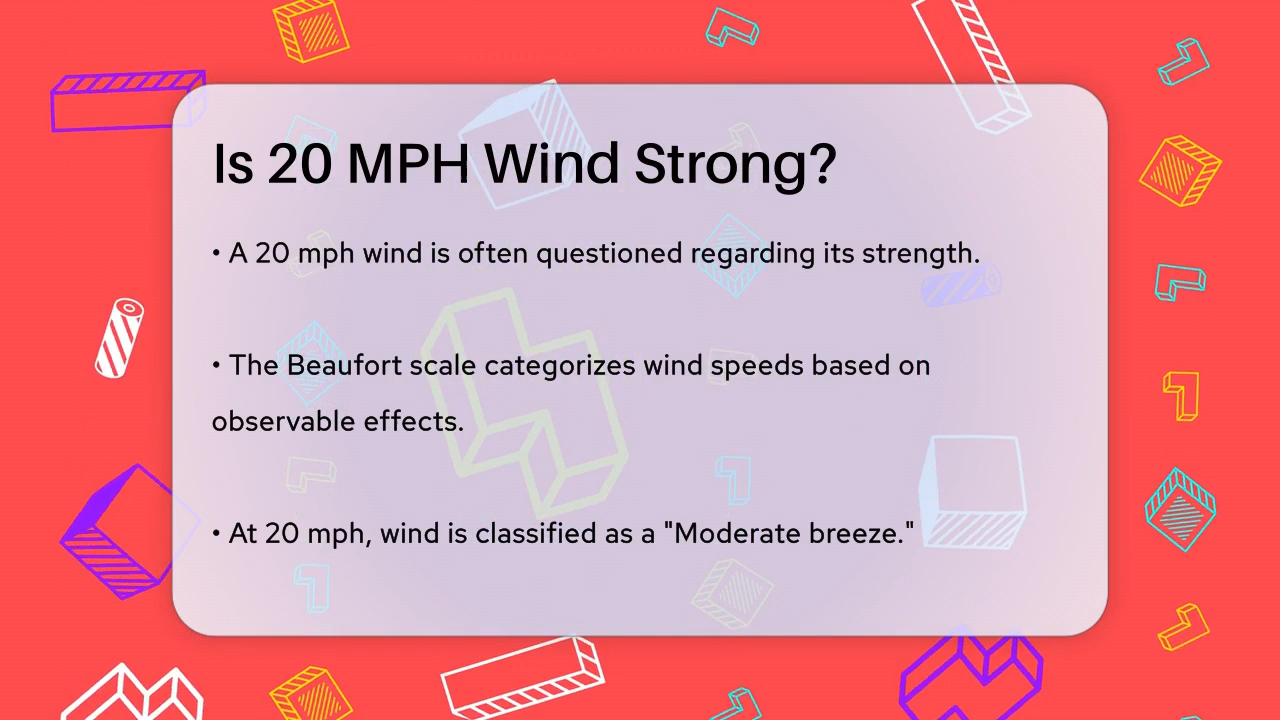 Is 20 MPH Wind Strong?
• A 20 mph wind is often questioned regarding its strength.
• The Beaufort scale categorizes wind speeds based on
observable effects.
• At 20 mph, wind is classified as a "Moderate breeze."